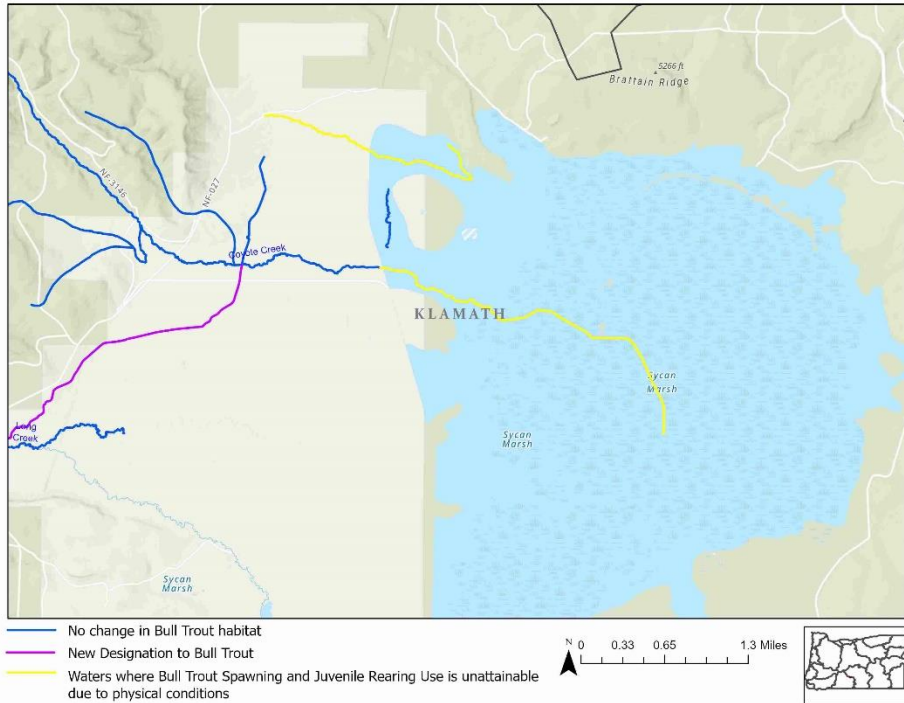 5266 ft
Brattain Ridge
NF-3146
NF-027
Coyote Creek
KLAMATH
Sycan
Marsh
Long
Creek
Sycan
Marsh
Sycan
Marsh
No change in Bull Trout habitat
New Designation to Bull Trout
Waters where Bull Trout Spawning and Juvenile Rearing Use is unattainable
due to physical conditions
N
0 0.33 0.65 1.3 Miles